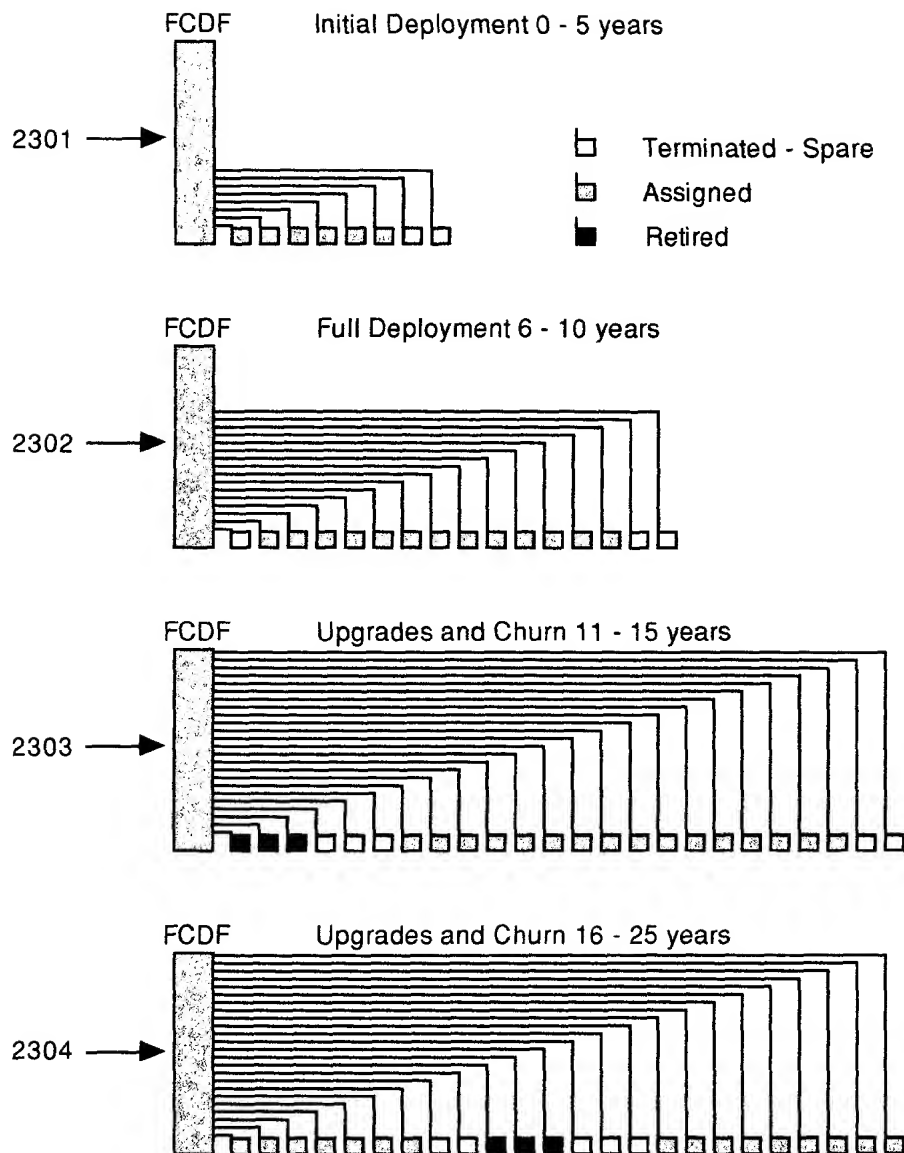 FCDF Initial Deployment 0 - 5 years
2301
Terminated - Spare
Assigned
Retired
FCDF Full Deployment 6 - 10 years
2302
FCDF Upgrades and Churn 11 - 15 years
2303
FCDF Upgrades and Churn 16 - 25 years
2304